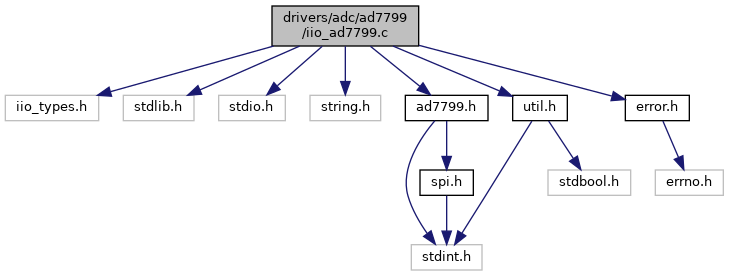 drivers/adc/ad7799
/iio_ad7799.c
iio_types.h
stdlib.h
stdio.h
string.h
ad7799.h
util.h
error.h
spi.h
stdbool.h
errno.h
stdint.h